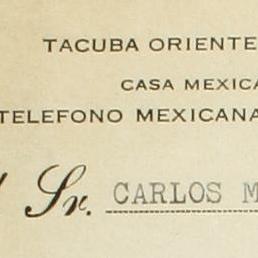 TACUBA ORIENTE
CASA MEXICA
TELEFONO MEXICANA
Sr. CARLOS M